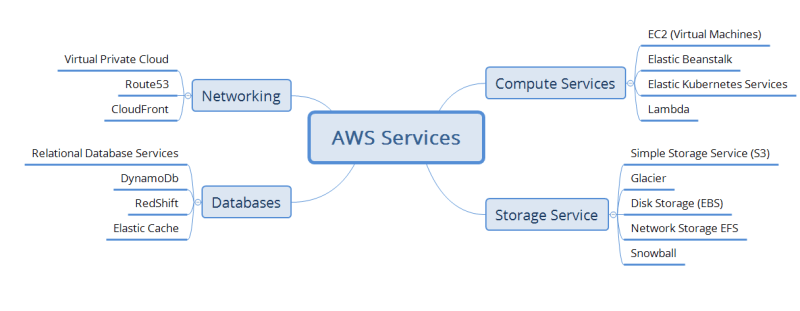 AWS Services
Networking
Virtual Private Cloud
Route53
CloudFront
Databases
Relational Database Services
DynamoDb
RedShift
Elastic Cache
Compute Services
EC2 (Virtual Machines)
Elastic Beanstalk
Elastic Kubernetes Services
Lambda
Storage Service
Simple Storage Service (S3)
Glacier
Disk Storage (EBS)
Network Storage EFS
Snowball